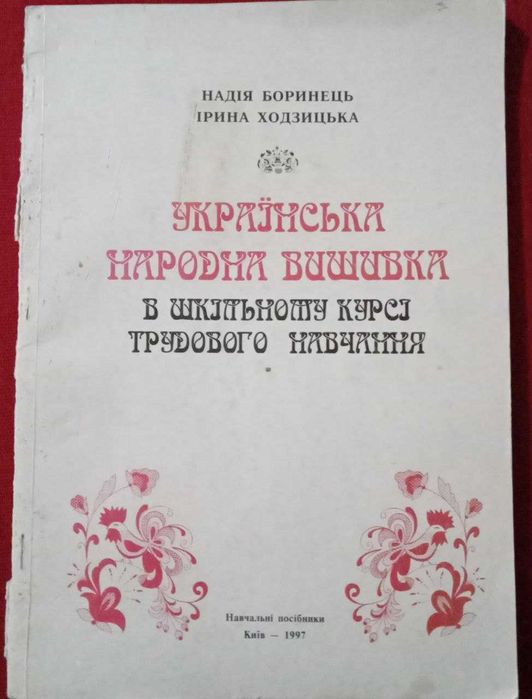 НАДІЯ БОРИНЕЦЬ
ІРИНА ХОДЗИЦЬКА
УКРАЇНСЬКА
НАРОДНА ВИШИВКА
В ШКІЛЬНОМУ КУРСІ
ТРУДОВОГО НАВЧАННЯ
Навчальні посібники
Київ — 1997